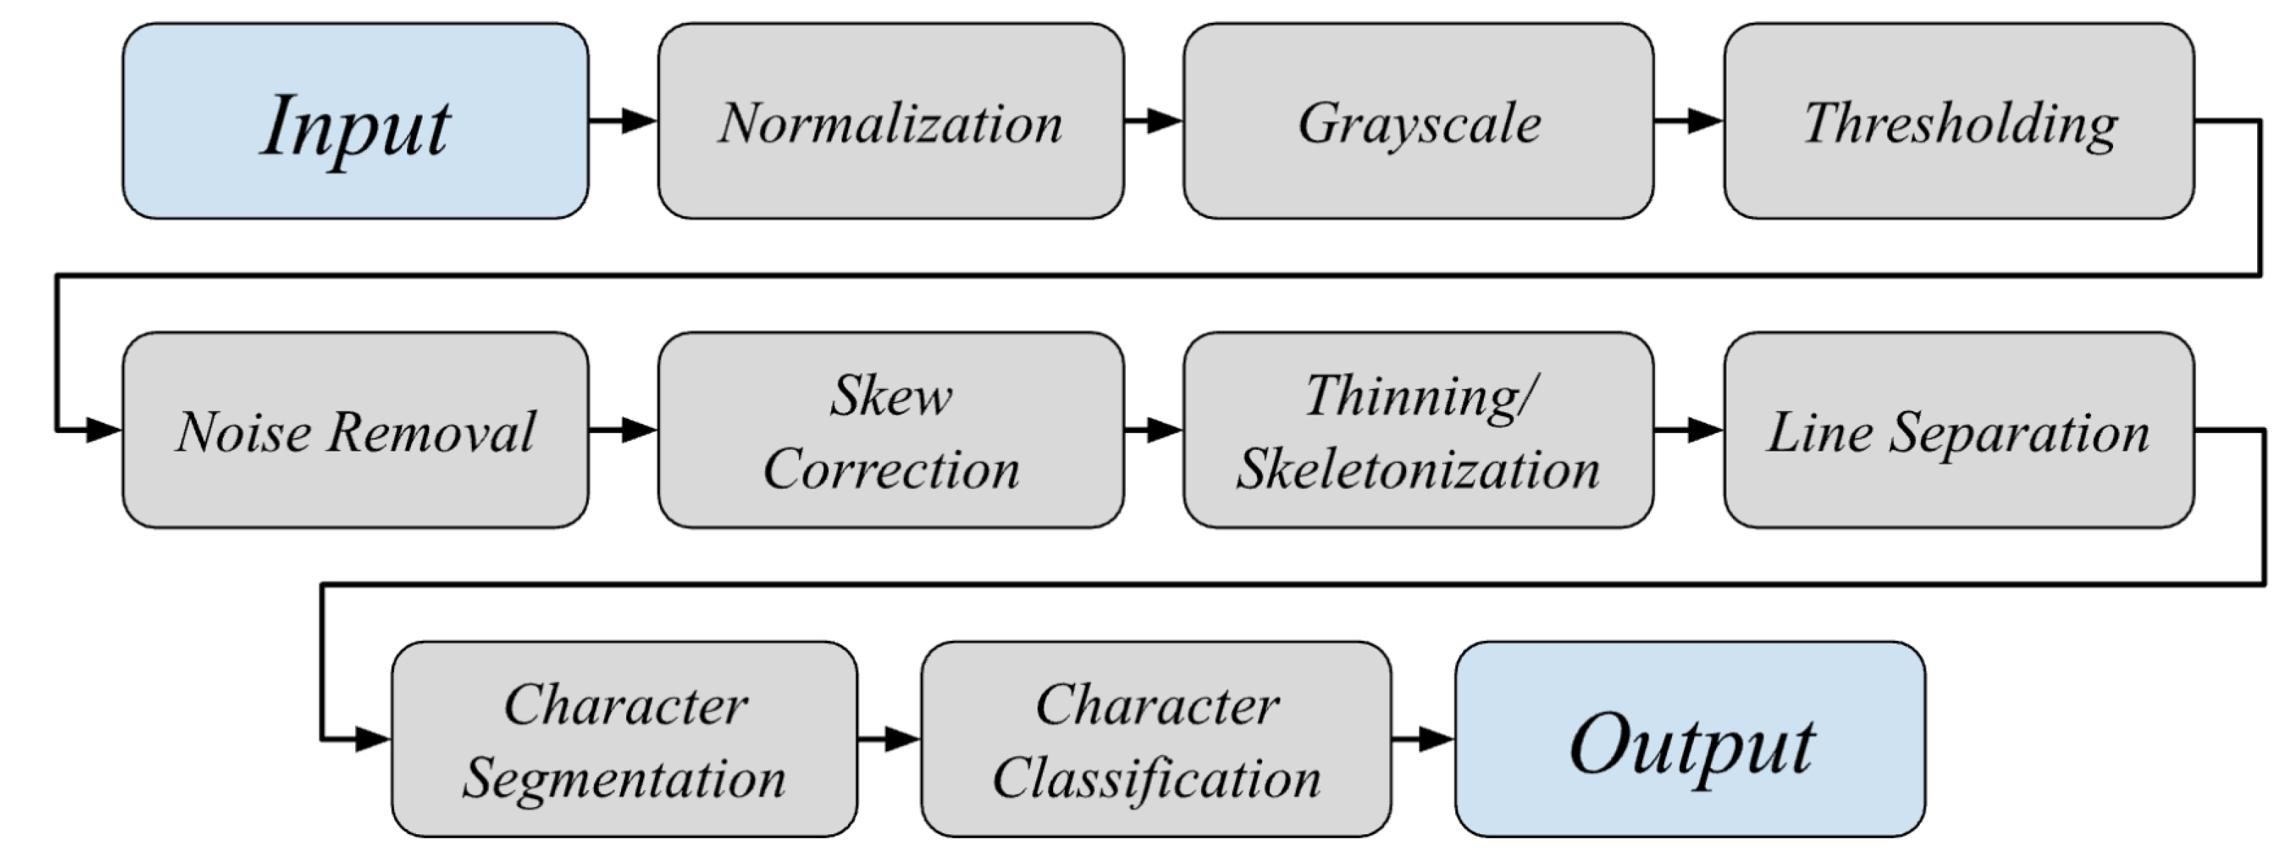 Input
Normalization
Grayscale
Thresholding
Noise Removal
Skew
Correction
Thinning/
Skeletonization
Line Separation
Character
Segmentation
Character
Classification
Output